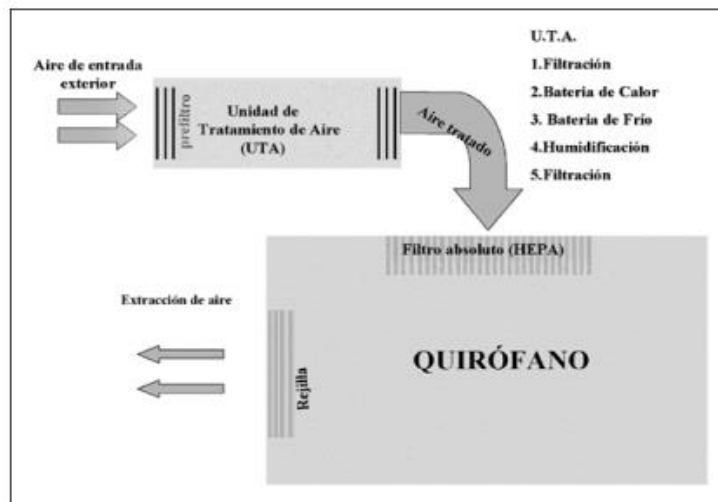 Aire de entrada
exterior
prefiltro
Unidad de
Tratamiento de Aire
(UTA)
Aire tratado
U.T.A.
1.Filtración
2.Bateria de Calor
3. Bateria de Frío
4.Humidificación
5.Filtración
Filtro absoluto (HEPA)
Extracción de aire
Rejilla
QUIRÓFANO